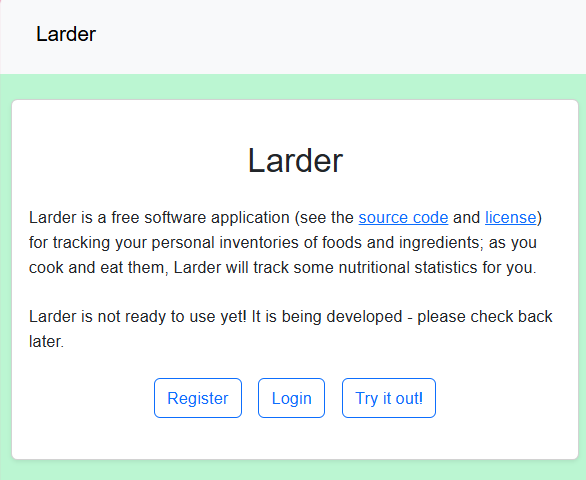 Larder
Larder
Larder is a free software application (see the source code and license)
for tracking your personal inventories of foods and ingredients; as you
cook and eat them, Larder will track some nutritional statistics for you.
Larder is not ready to use yet! It is being developed - please check back
later.
Register Login Try it out!